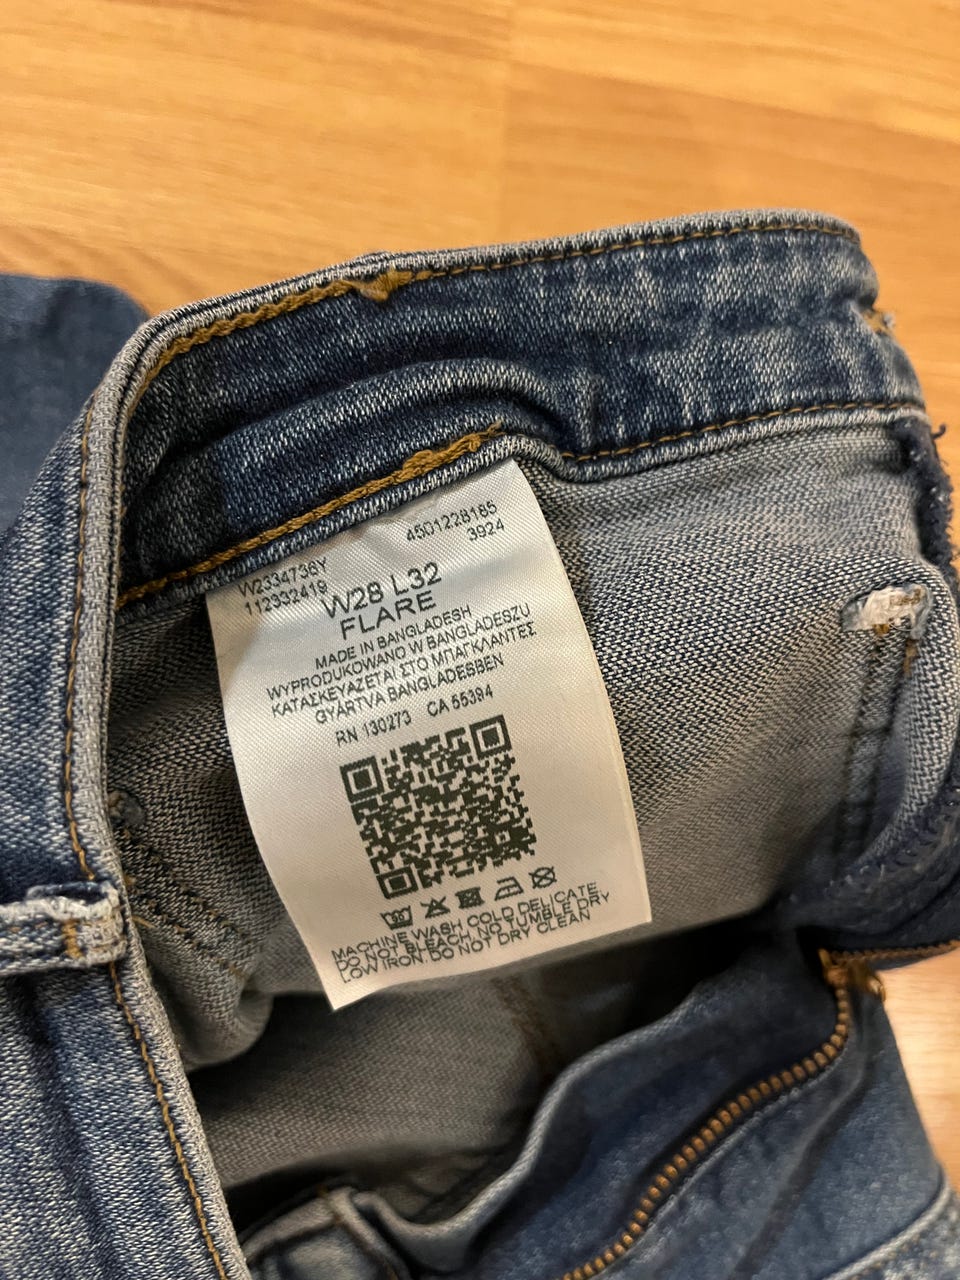 4501228185
3924
W2334736Y
112332419
W28 L32
FLARE
MADE IN BANGLADESH
WYPRODUKOWANO W BANGLADESZU
ΚΑΤΑΣΚΕΥΑΖΕΤΑΙ ΣΤΟ ΜΠΑΓΚΛΑΝΤΕΣ
GYÁRTVA BANGLADESBEN
RN 130273 CA 55394
MACHINE WASH COLD DELICATE
DO NOT BLEACH, NO TUMBLE DRY
LOW IRON, DO NOT DRY CLEAN